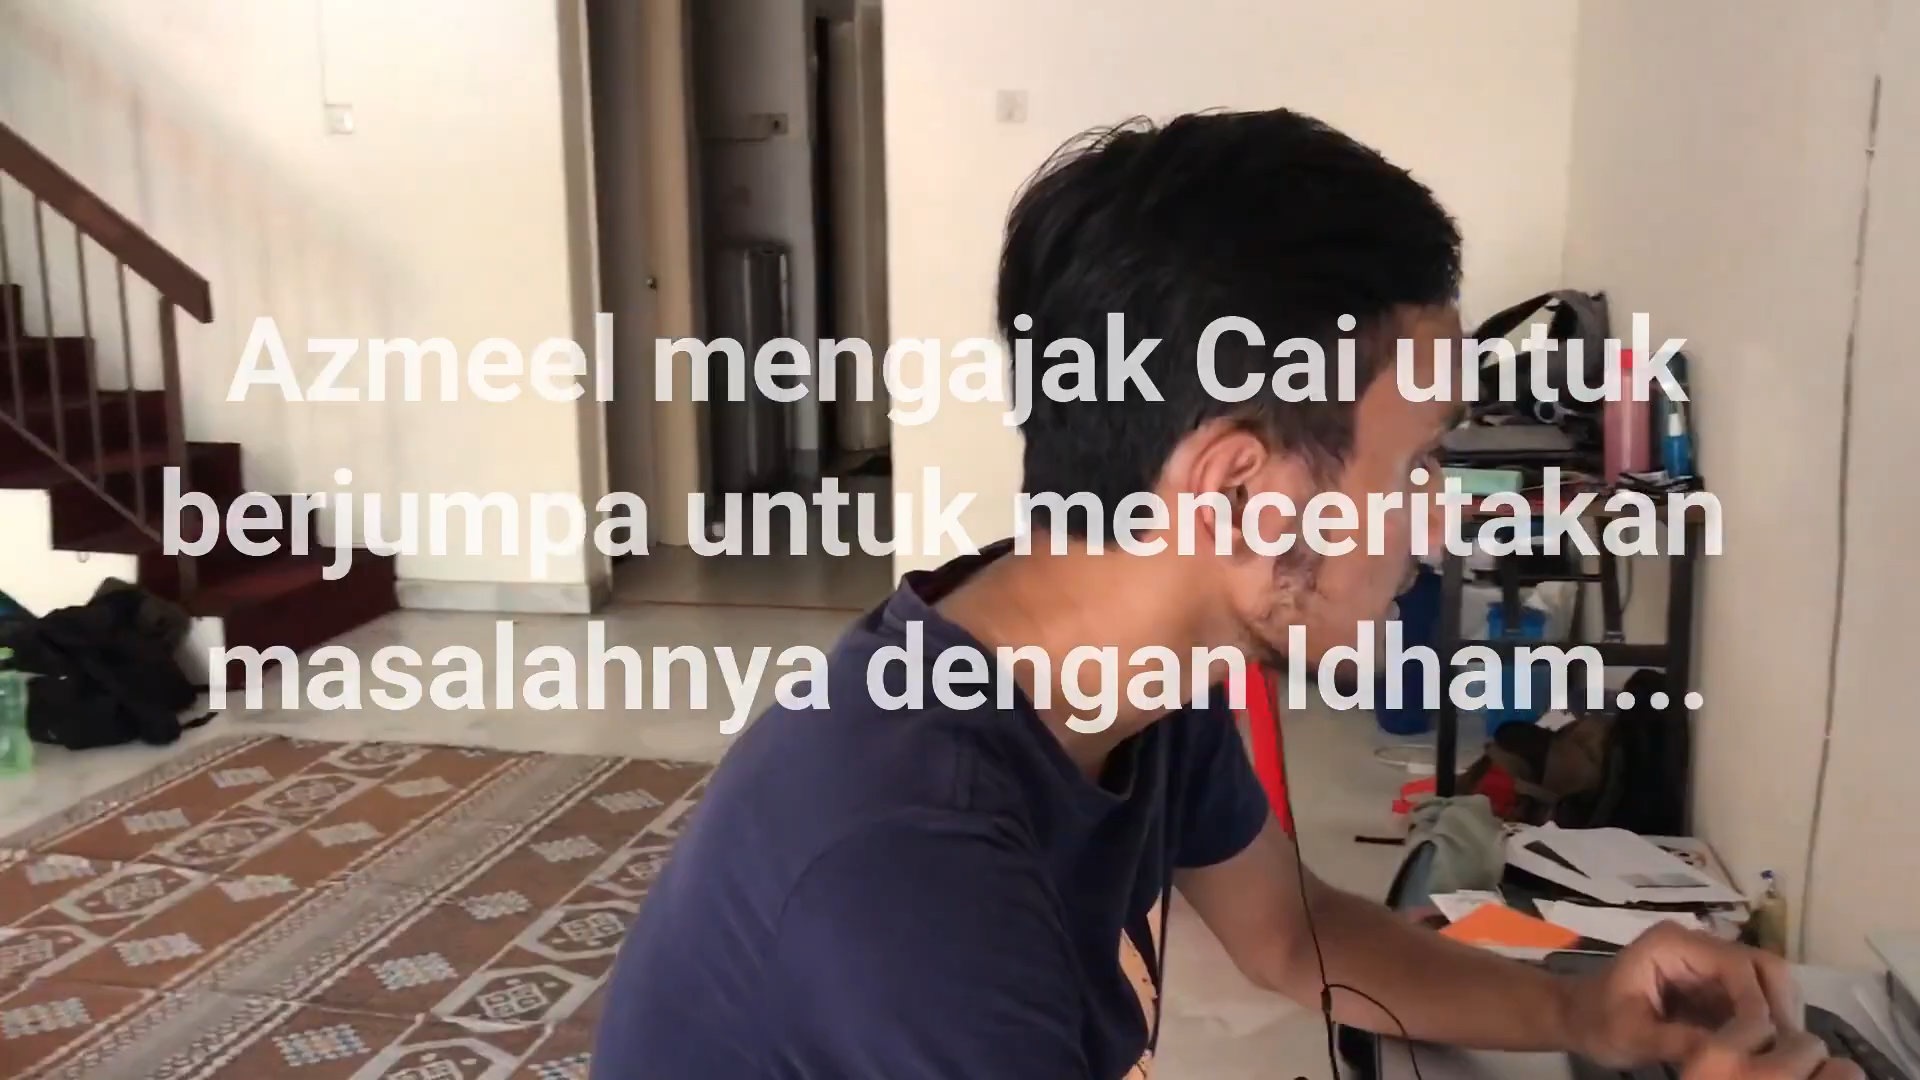 Azmeel mengajak Cai untuk
berjumpa untuk menceritakan
masalahnya dengan Idham...